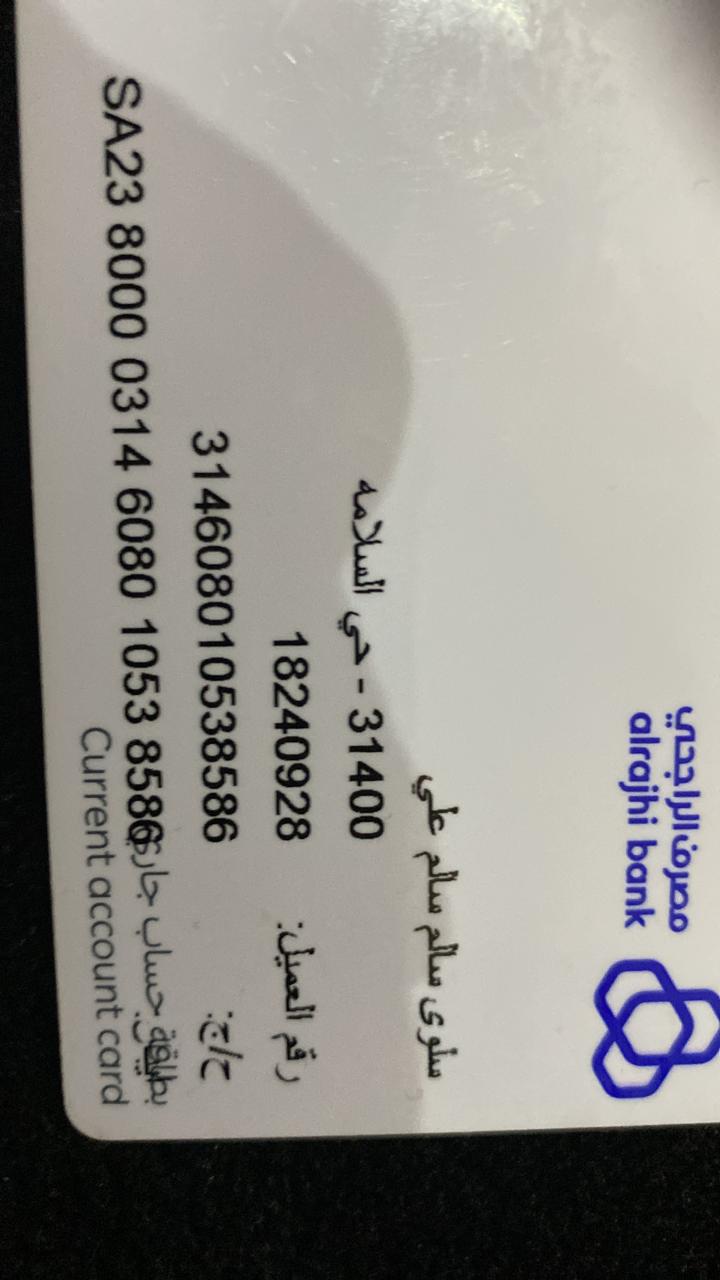 مصرف الراجحي
alrajhi bank
سلوى سالم سالم علي
31400 - حي السلامه
رقم العميل: 18240928
ح/ج: 314608010538586
SA23 8000 0314 6080 1053 8586
بطاقة حساب جاري
Current account card